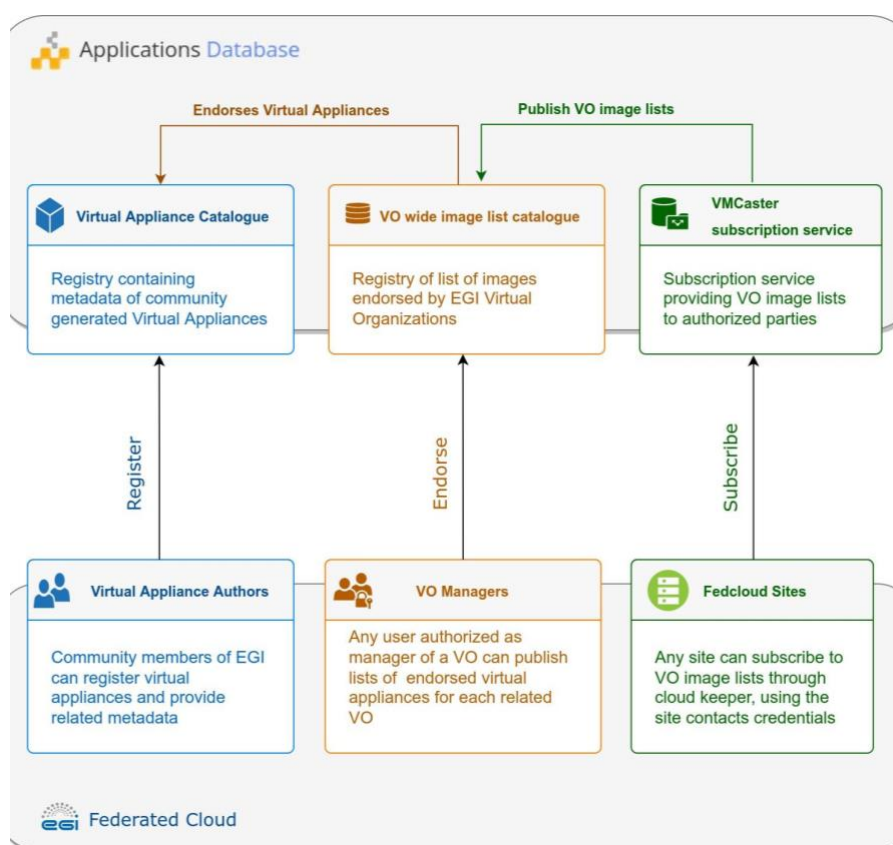 Applications Database
Endorses Virtual Appliances
Publish VO image lists
Virtual Appliance Catalogue
Registry containing
metadata of community
generated Virtual Appliances
VO wide image list catalogue
Registry of list of images
endorsed by EGI Virtual
Organizations
VMCaster
subscription service
Subscription service
providing VO image lists
to authorized parties
Register
Endorse
Subscribe
Virtual Appliance Authors
Community members of EGI
can register virtual
appliances and provide
related metadata
VO Managers
Any user authorized as
manager of a VO can publish
lists of endorsed virtual
appliances for each related
VO
Fedcloud Sites
Any site can subscribe to
VO image lists through
cloud keeper, using the
site contacts credentials
eGI Federated Cloud